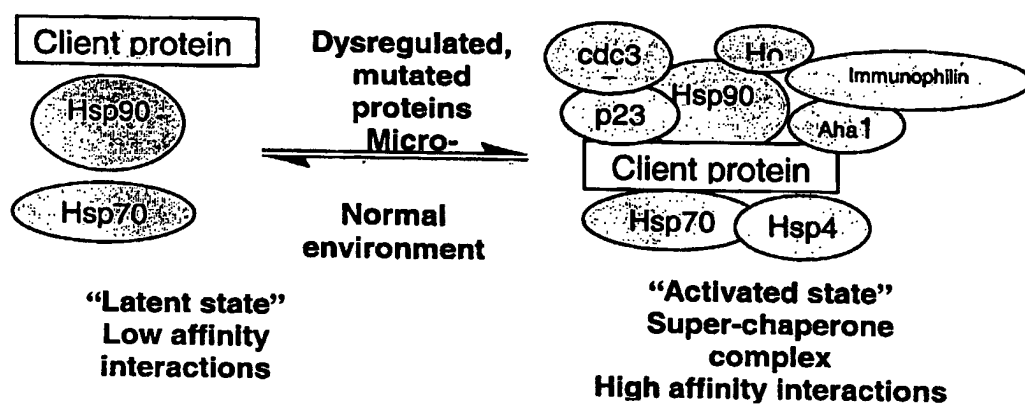 Client protein
Hsp90
Hsp70
"Latent state"
Low affinity
interactions
Dysregulated,
mutated
proteins
Micro-
Normal
environment
cdc3
p23
Hsp90
Ho
Immunophilin
Aha1
Client protein
Hsp70
Hsp4
"Activated state"
Super-chaperone
complex
High affinity interactions